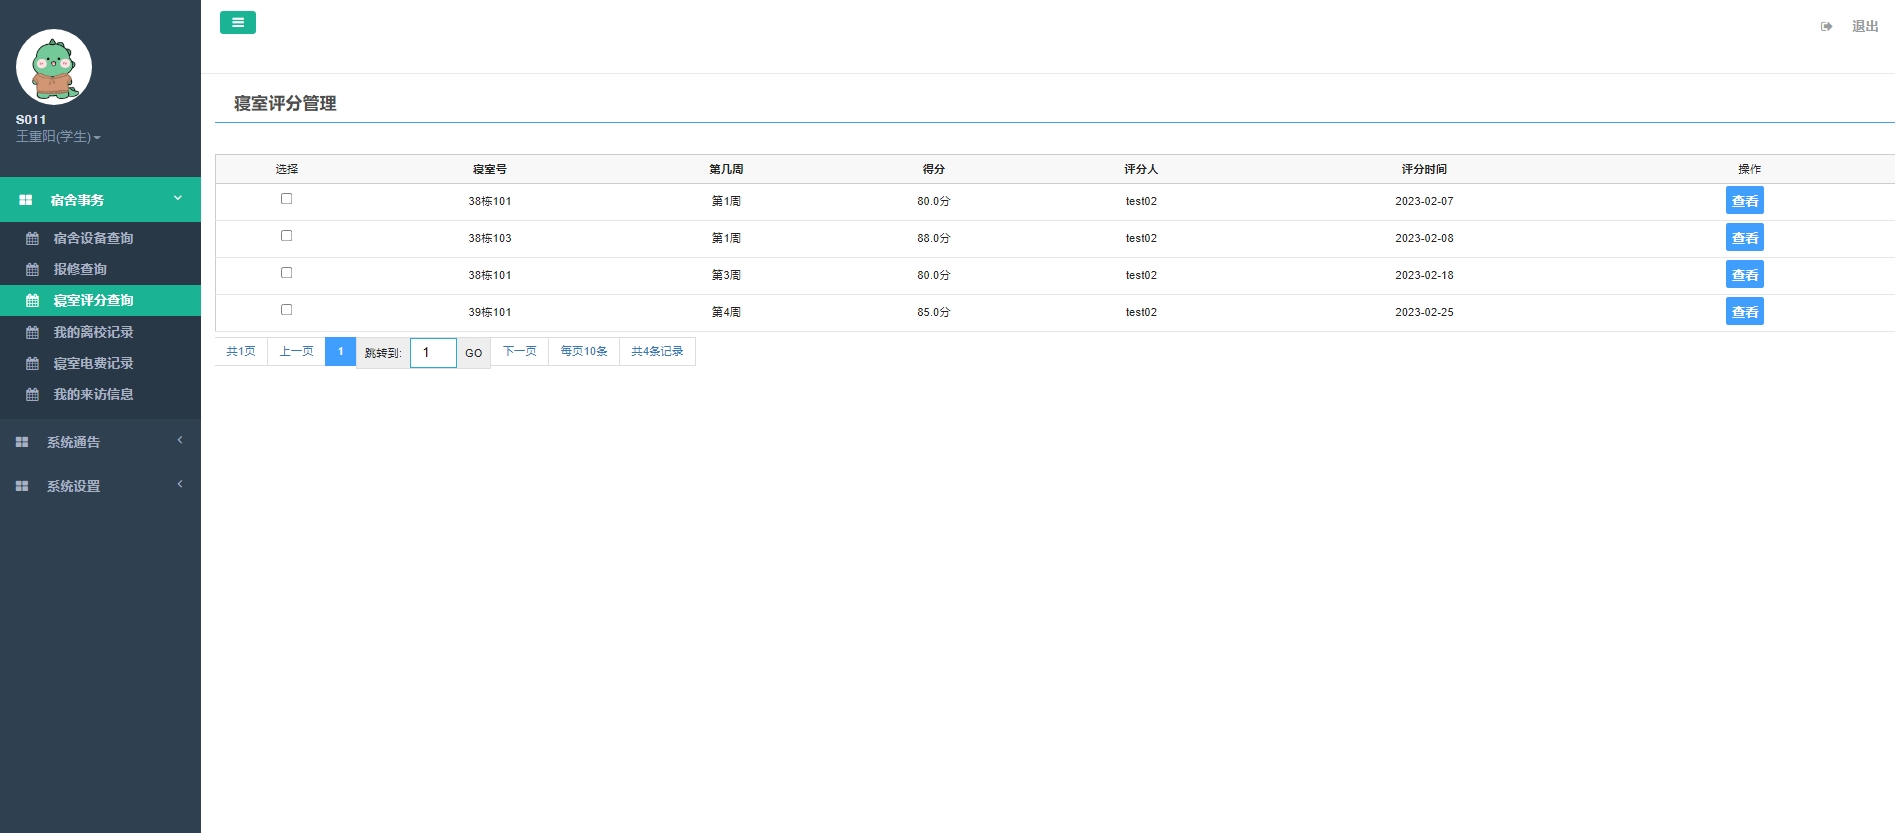 退出
S011
王重阳(学生)
宿舍事务
宿舍设备查询
报修查询
寝室评分查询
我的离校记录
寝室电费记录
我的来访信息
系统通告
系统设置
寝室评分管理
选择 寝室号 第几周 得分 评分人 评分时间 操作
38栋101 第1周 80.0分 test02 2023-02-07 查看
38栋103 第1周 88.0分 test02 2023-02-08 查看
38栋101 第3周 80.0分 test02 2023-02-18 查看
39栋101 第4周 85.0分 test02 2023-02-25 查看
共1页 上一页 1 跳转到: 1 GO 下一页 每页10条 共4条记录